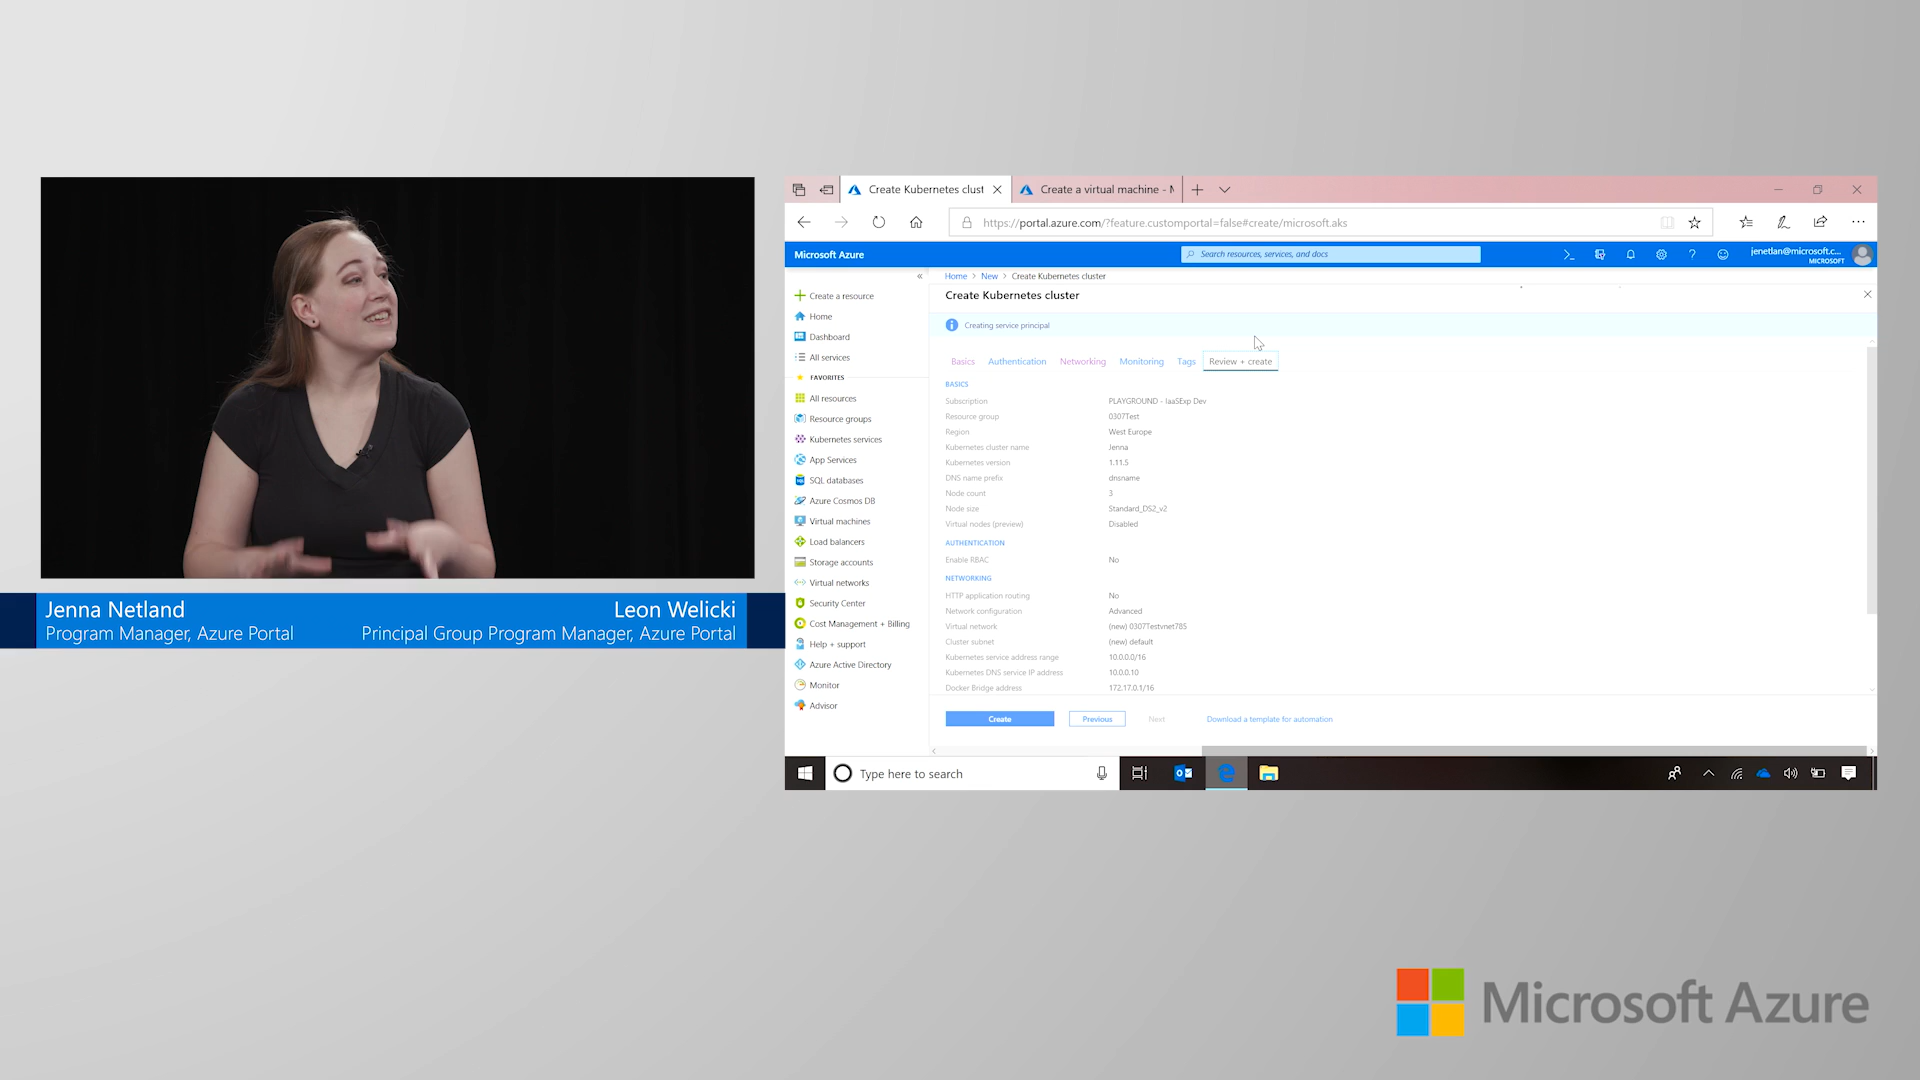 Jenna Netland
Program Manager, Azure Portal
Leon Welicki
Principal Group Program Manager, Azure Portal
Create Kubernetes clust
Create a virtual machine - M
https://portal.azure.com/?feature.customportal=false#create/microsoft.aks
Microsoft Azure
Search resources, services, and docs
jenetlan@microsoft.c...
MICROSOFT
Create a resource
Home
Dashboard
All services
FAVORITES
All resources
Resource groups
Kubernetes services
App Services
SQL databases
Azure Cosmos DB
Virtual machines
Load balancers
Storage accounts
Virtual networks
Security Center
Cost Management + Billing
Help + support
Azure Active Directory
Monitor
Advisor
Home > New > Create Kubernetes cluster
Create Kubernetes cluster
Creating service principal
Basics Authentication Networking Monitoring Tags Review + create
BASICS
Subscription PLAYGROUND - IaaSExp Dev
Resource group 0307Test
Region West Europe
Kubernetes cluster name Jenna
Kubernetes version 1.11.5
DNS name prefix dnsname
Node count 3
Node size Standard_DS2_v2
Virtual nodes (preview) Disabled
AUTHENTICATION
Enable RBAC No
NETWORKING
HTTP application routing No
Network configuration Advanced
Virtual network (new) 0307Testvnet785
Cluster subnet (new) default
Kubernetes service address range 10.0.0.0/16
Kubernetes DNS service IP address 10.0.0.10
Docker Bridge address 172.17.0.1/16
Create Previous Next Download a template for automation
Type here to search
Microsoft Azure